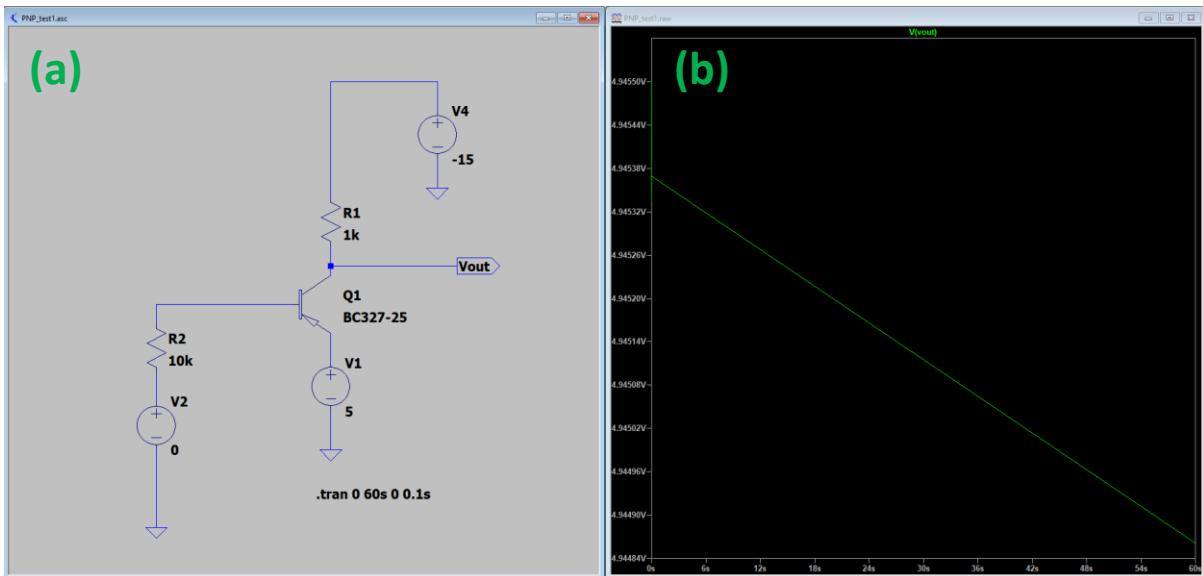 PNP_test1.asc
(a)
V4
-15
R1
1k
Vout
Q1
BC327-25
R2
10k
V1
5
V2
0
.tran 0 60s 0 0.1s
PNP_test1.raw
V(vout)
(b)
4.94550V
4.94544V
4.94538V
4.94532V
4.94526V
4.94520V
4.94514V
4.94508V
4.94502V
4.94496V
4.94490V
4.94484V
0s 6s 12s 18s 24s 30s 36s 42s 48s 54s 60s